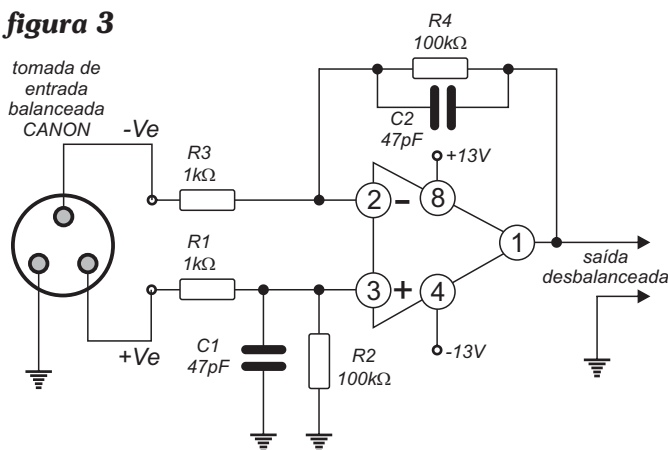 figura 3
tomada de
entrada
balanceada
CANON
-Ve
R3
1kΩ
R4
100kΩ
C2
47pF
+13V
2
-
8
1
saída
desbalanceada
R1
1kΩ
3
+
4
+Ve
C1
47pF
R2
100kΩ
-13V